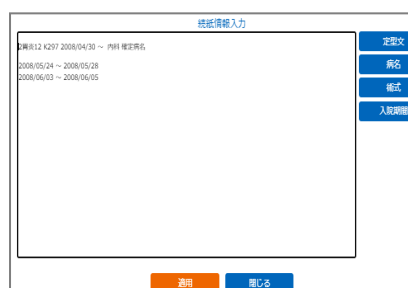 続紙情報入力
2胃炎12 K297 2008/04/30 ～ 内科 確定病名
2008/05/24 ～ 2008/05/28
2008/06/03 ～ 2008/06/05
定型文
病名
術式
入院期間
適用
閉じる